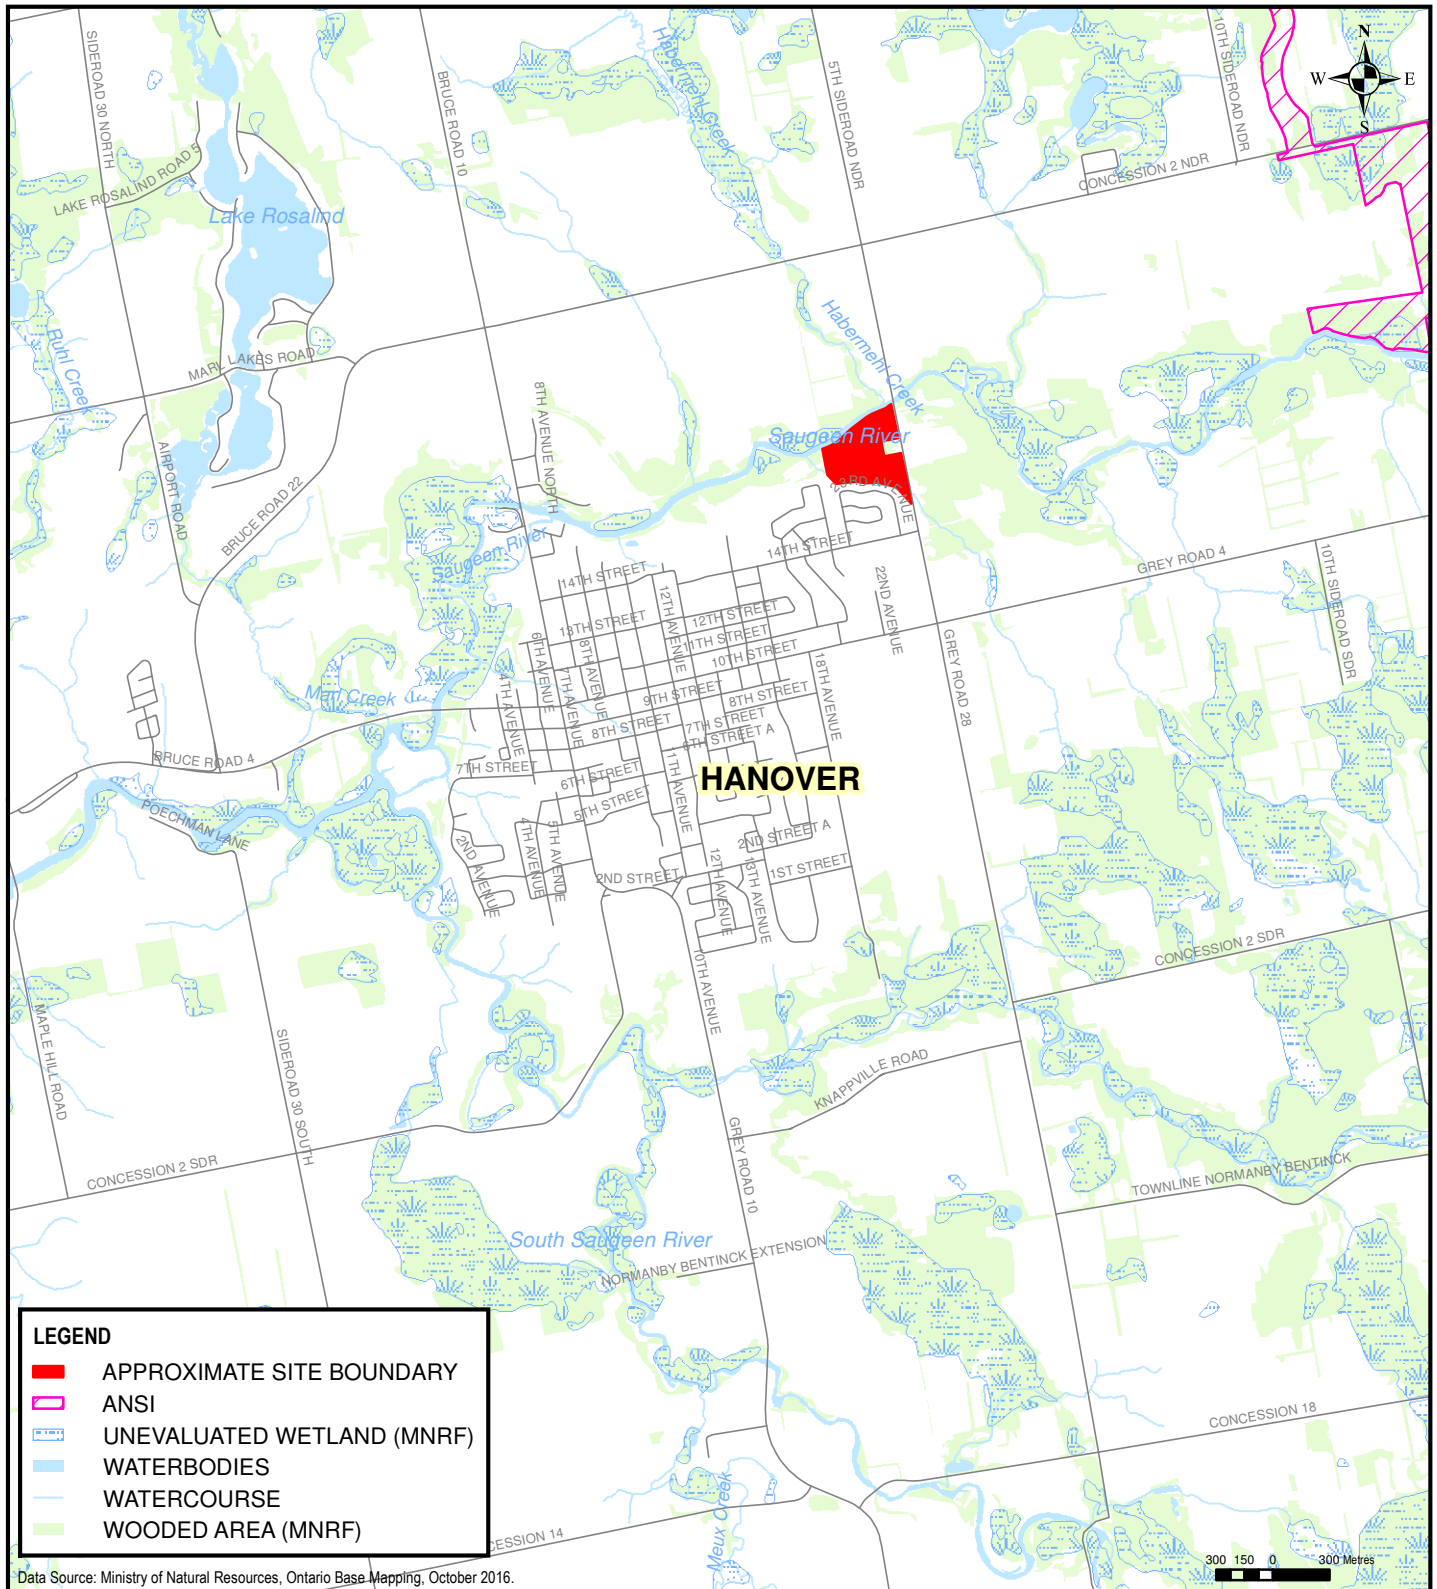 SIDEROAD 30 NORTH
BRUCE ROAD 10
Habermehl Creek
5TH SIDEROAD NDR
10TH SIDEROAD NDR
N
W E
S
CONCESSION 2 NDR
LAKE ROSALIND ROAD 5
Lake Rosalind
Ruhl Creek
MARL LAKES ROAD
Habermehl Creek
8TH AVENUE NORTH
Saugeen River
AIRPORT ROAD
BRUCE ROAD 22
23RD AVENUE
Saugeen River
14TH STREET
14TH STREET
GREY ROAD 4
10TH SIDEROAD SDR
22ND AVENUE
12TH AVENUE
12TH STREET
13TH STREET
11TH STREET
10TH STREET
6TH AVENUE
7TH AVENUE
8TH AVENUE
4TH AVENUE
18TH AVENUE
GREY ROAD 28
Marl Creek
9TH STREET
8TH STREET
8TH STREET
7TH STREET
6TH STREET A
BRUCE ROAD 4
7TH STREET
6TH STREET
11TH AVENUE
HANOVER
5TH STREET
POECHMAN LANE
2ND AVENUE
4TH AVENUE
5TH AVENUE
2ND STREET A
2ND STREET
12TH AVENUE
13TH AVENUE
1ST STREET
10TH AVENUE
CONCESSION 2 SDR
MAPLE HILL ROAD
SIDEROAD 30 SOUTH
KNAPPVILLE ROAD
GREY ROAD 10
CONCESSION 2 SDR
TOWNLINE NORMANBY BENTINCK
South Saugeen River
NORMANBY BENTINCK EXTENSION
CONCESSION 18
Meux Creek
CESSION 14
LEGEND
APPROXIMATE SITE BOUNDARY
ANSI
UNEVALUATED WETLAND (MNRF)
WATERBODIES
WATERCOURSE
WOODED AREA (MNRF)
300 150 0 300 Metres
Data Source: Ministry of Natural Resources, Ontario Base Mapping, October 2016.